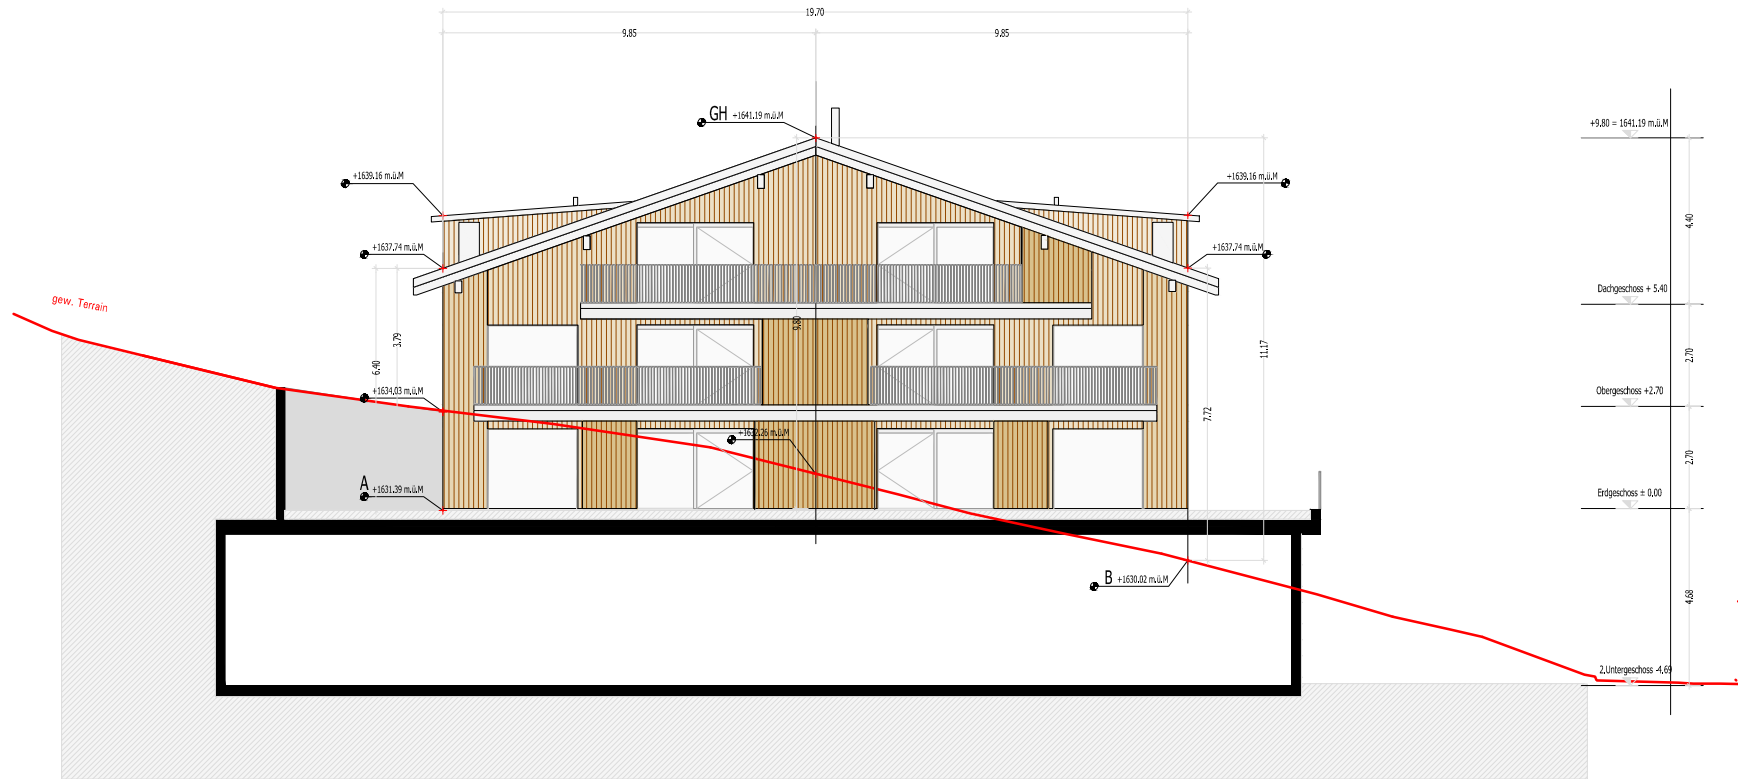 19.70
9.85
9.85
GH +1641.19 m.ü.M
+9.80 = 1641.19 m.ü.M
+1639.16 m.ü.M
+1639.16 m.ü.M
4.40
+1637.74 m.ü.M
+1637.74 m.ü.M
gew. Terrain
Dachgeschoss + 5.40
9.80
3.79
6.40
11.17
2.70
+1634.03 m.ü.M
Obergeschoss +2.70
7.72
+1632.26 m.ü.M
2.70
A +1631.39 m.ü.M
Erdgeschoss ± 0,00
B +1630.02 m.ü.M
4.68
2.Untergeschoss -4,69